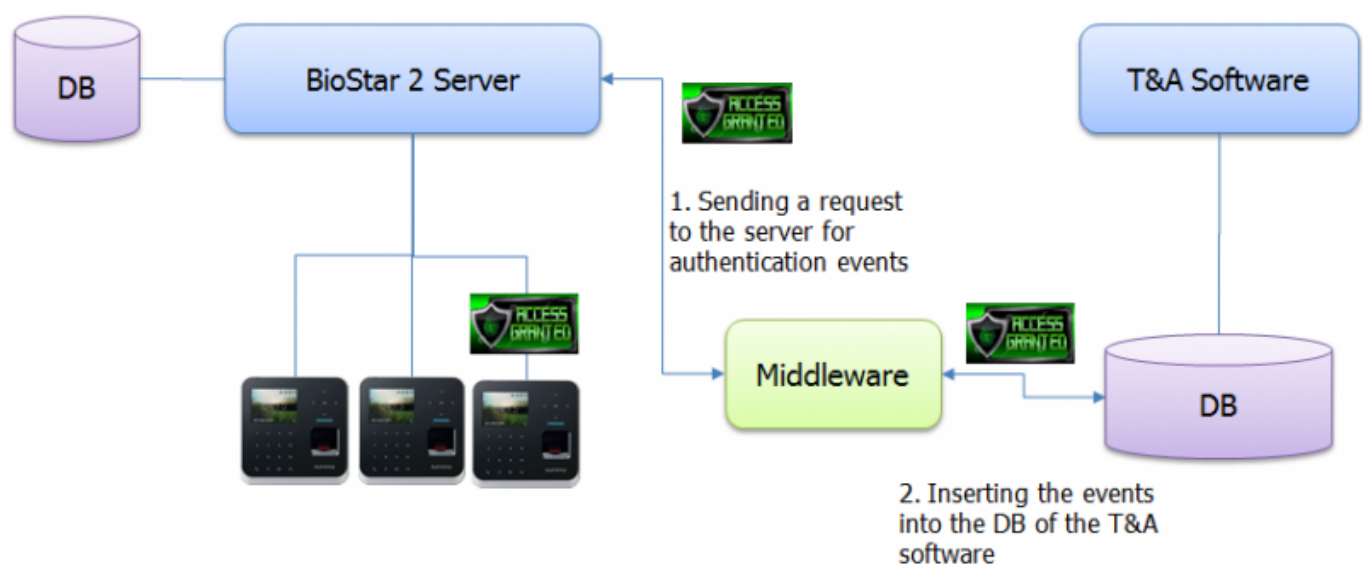 DB
BioStar 2 Server
T&A Software
ACCESS
GRANTED
1. Sending a request
to the server for
authentication events
ACCESS
GRANTED
ACCESS
GRANTED
Middleware
DB
2. Inserting the events
into the DB of the T&A
software